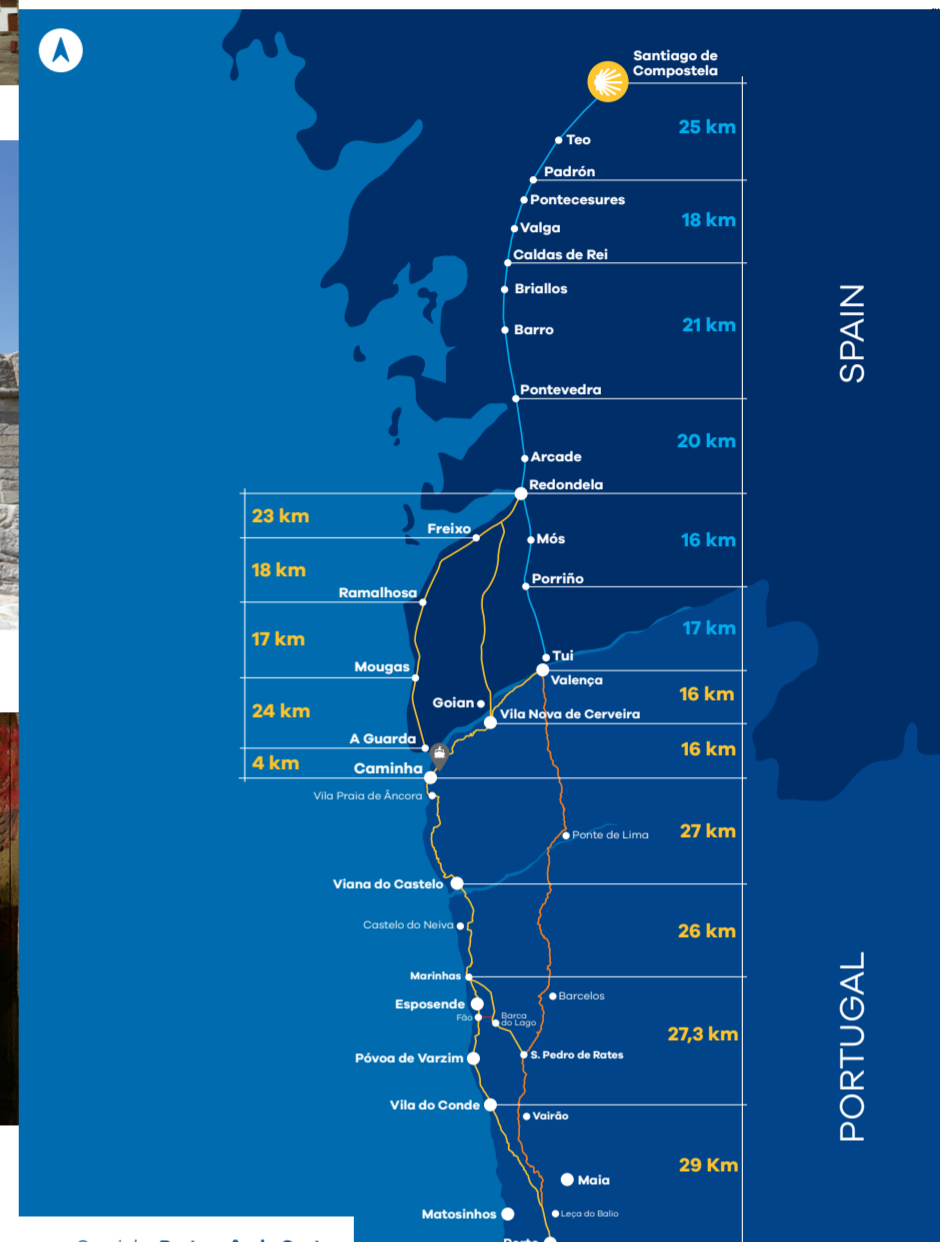 Santiago de
Compostela
25 km
Teo
Padrón
Pontecesures
18 km
Valga
Caldas de Rei
Briallos
SPAIN
21 km
Barro
Pontevedra
20 km
Arcade
Redondela
23 km
Freixo
Mós
16 km
18 km
Porriño
Ramalhosa
17 km
17 km
Tui
Mougas
Valença
16 km
Goian
24 km
Vila Nova de Cerveira
A Guarda
16 km
4 km
Caminha
Vila Praia de Âncora
27 km
Ponte de Lima
Viana do Castelo
Castelo do Neiva
26 km
Marinhas
Barcelos
Esposende
Fão
Barca
do Lago
27,3 km
PORTUGAL
S. Pedro de Rates
Póvoa de Varzim
Vila do Conde
Vairão
29 Km
Maia
Matosinhos
Leça do Balio
Porto